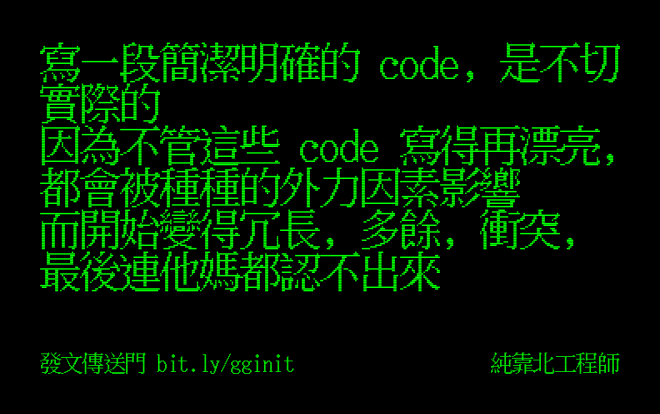 寫一段簡潔明確的 code, 是不切
實際的
因為不管這些 code 寫得再漂亮,
都會被種種的外力因素影響
而開始變得冗長, 多餘, 衝突,
最後連他媽都認不出來
發文傳送門 bit.ly/gginit
純靠北工程師